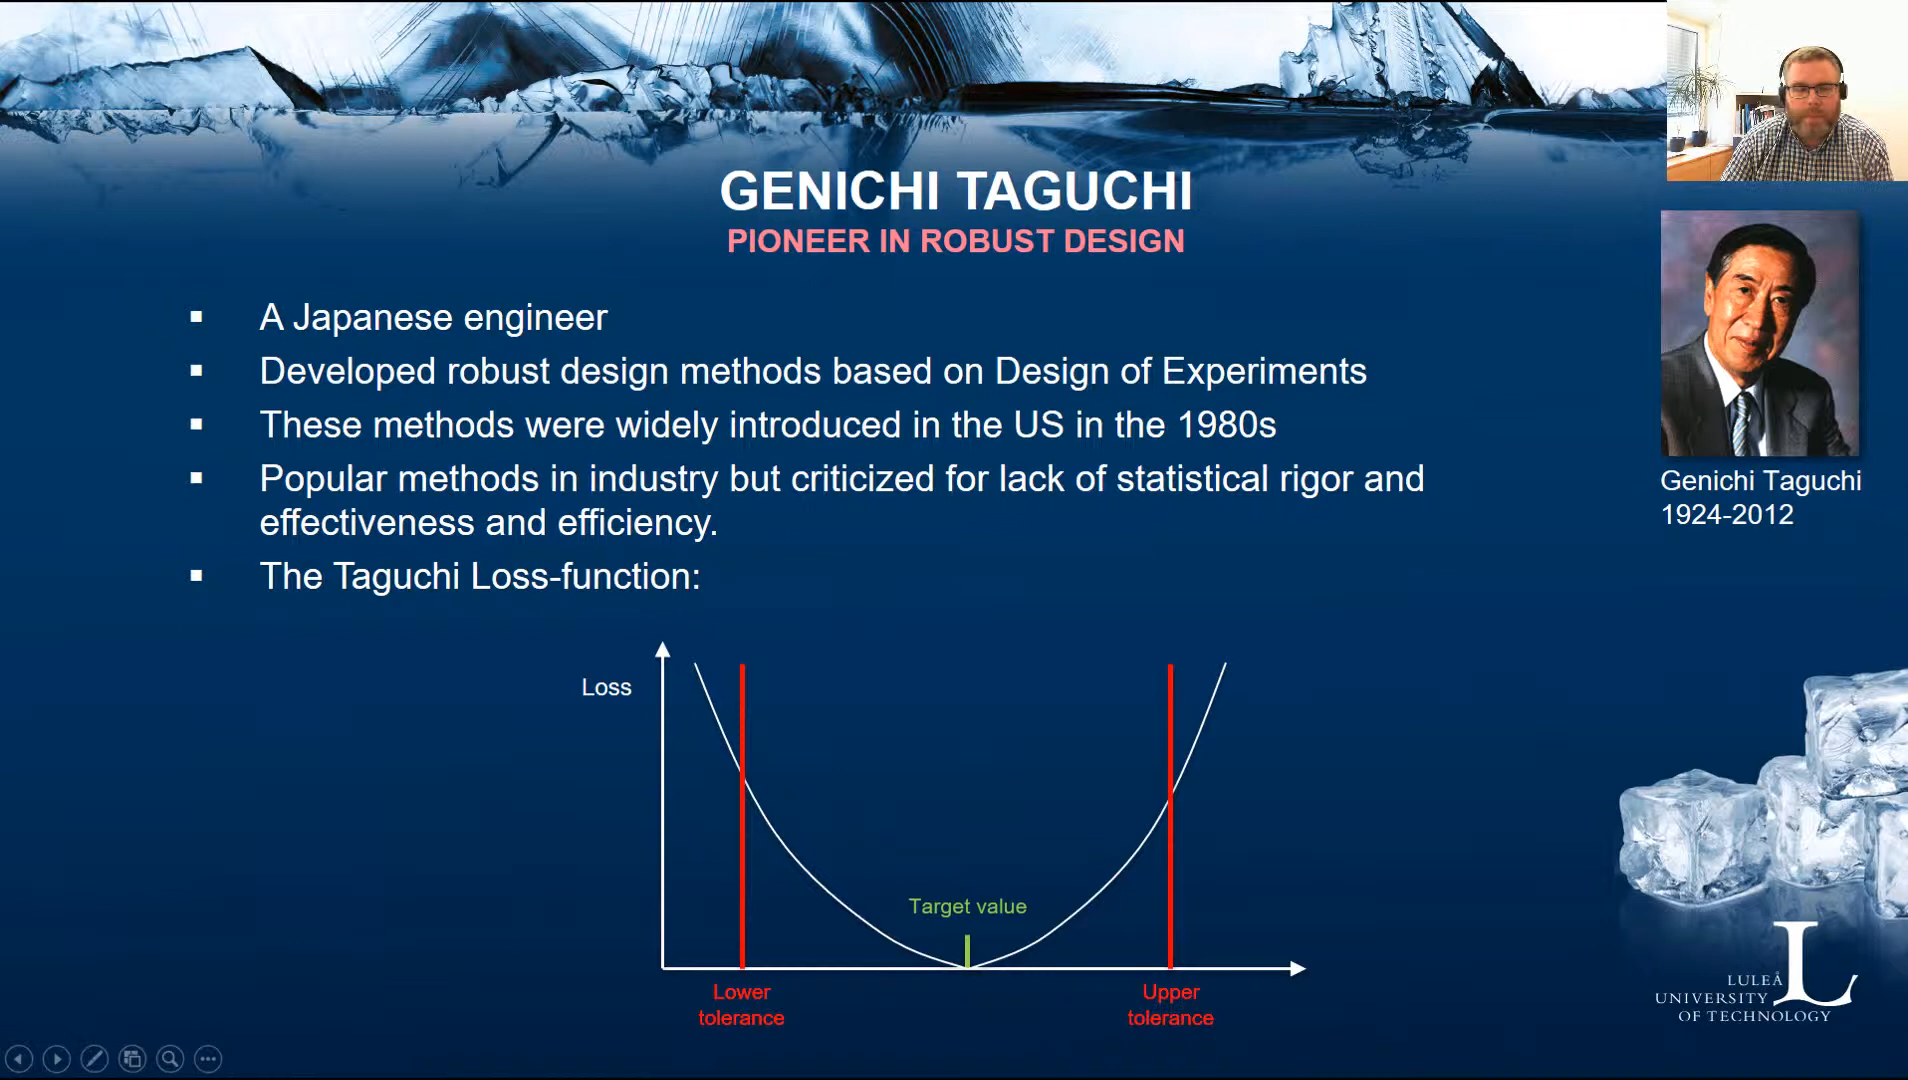 GENICHI TAGUCHI
PIONEER IN ROBUST DESIGN
A Japanese engineer
Developed robust design methods based on Design of Experiments
These methods were widely introduced in the US in the 1980s
Popular methods in industry but criticized for lack of statistical rigor and
effectiveness and efficiency.
The Taguchi Loss-function:
Genichi Taguchi
1924-2012
Loss
Target value
Lower
tolerance
Upper
tolerance
LULEÅ
UNIVERSITY
OF TECHNOLOGY
L